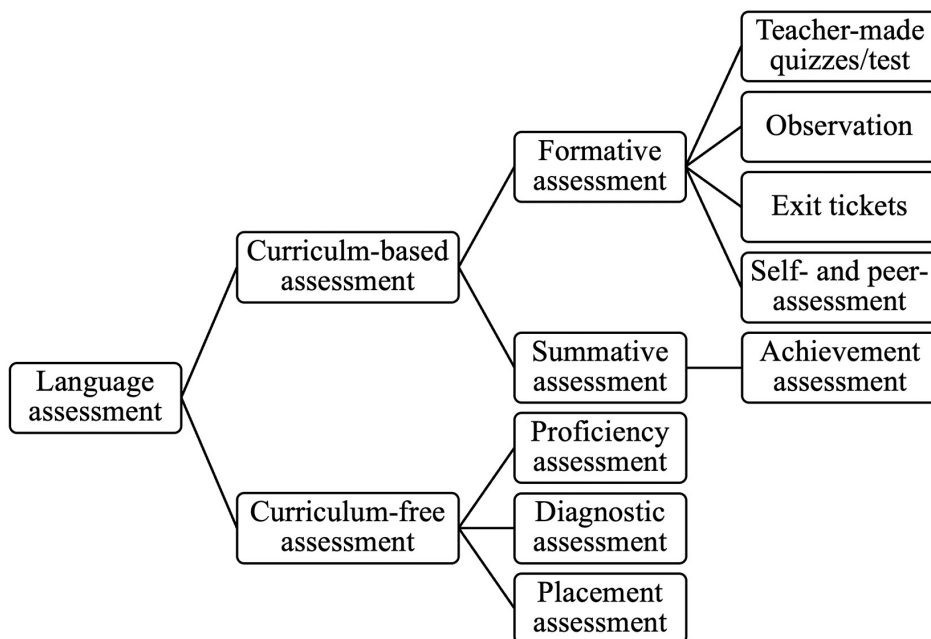 Language
assessment
Curriculm-based
assessment
Formative
assessment
Teacher-made
quizzes/test
Observation
Exit tickets
Self- and peer-
assessment
Summative
assessment
Achievement
assessment
Curriculum-free
assessment
Proficiency
assessment
Diagnostic
assessment
Placement
assessment